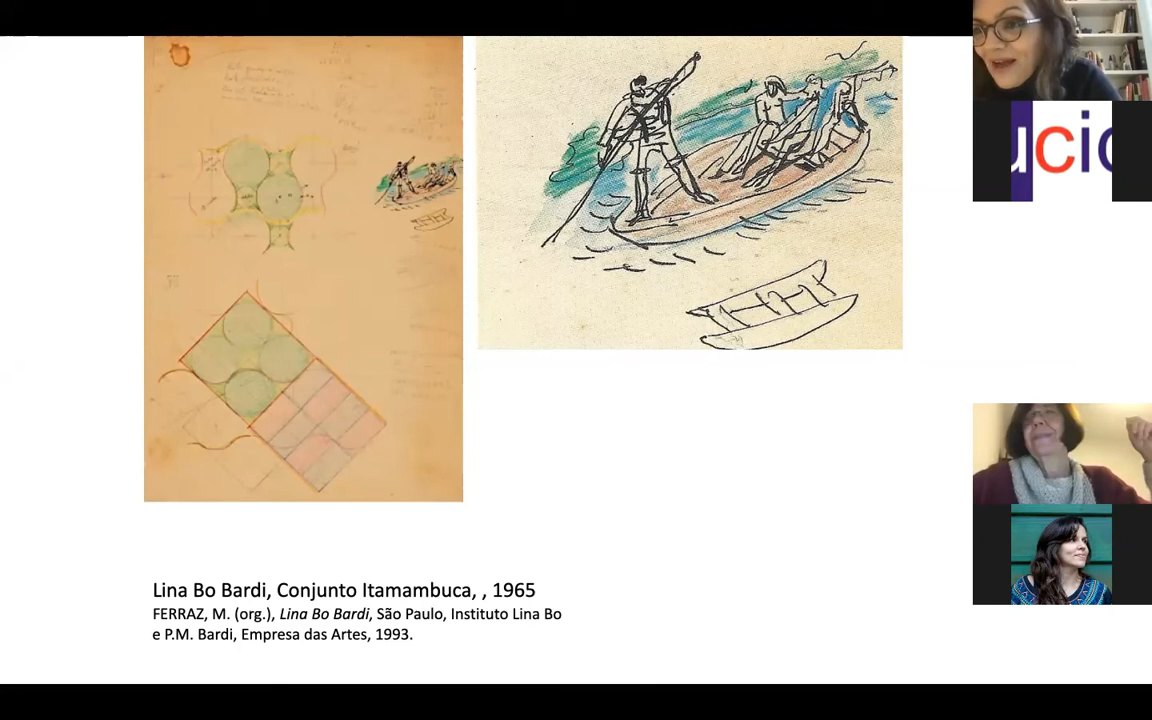 ucio
Lina Bo Bardi, Conjunto Itamambuca, , 1965
FERRAZ, M. (org.), Lina Bo Bardi, São Paulo, Instituto Lina Bo
e P.M. Bardi, Empresa das Artes, 1993.